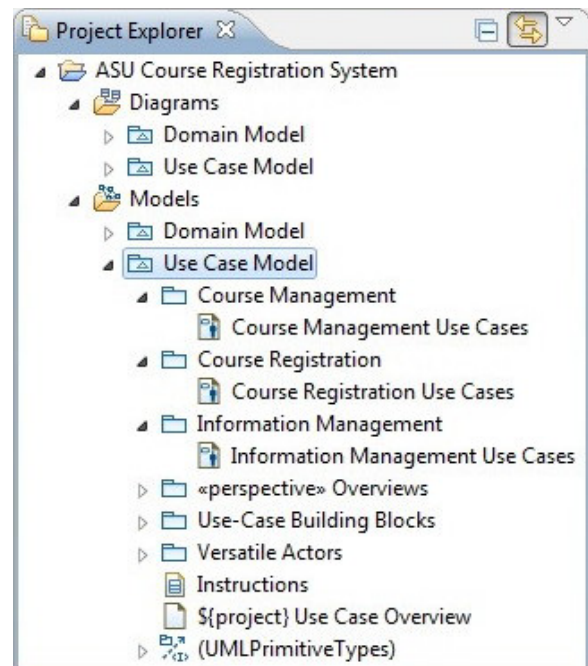 Project Explorer
ASU Course Registration System
Diagrams
Domain Model
Use Case Model
Models
Domain Model
Use Case Model
Course Management
Course Management Use Cases
Course Registration
Course Registration Use Cases
Information Management
Information Management Use Cases
«perspective» Overviews
Use-Case Building Blocks
Versatile Actors
Instructions
${project} Use Case Overview
(UMLPrimitiveTypes)